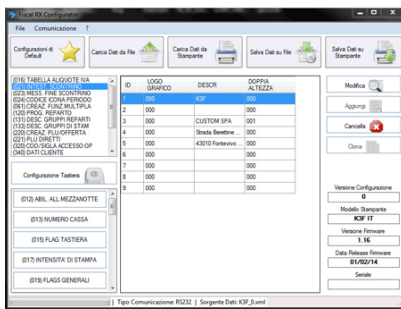 Fiscal RX Configurator
File Comunicazione ?
Configurazioni di Default
Carica Dati da File
Carica Dati da Stampante
Salva Dati su File
Salva Dati su Stampante
(016) TABELLA ALIQUOTE IVA
(021) INTEST. SCONTRINO
(023) MESS. FINE SCONTRINO
(024) CODICE ICONA PERIODO
(061) CREAZ. FUNZ.MULTIPLA
(120) PROG. REPARTO
(131) DESC. GRUPPI REPARTI
(133) DESC. GRUPPI DI STAM
(220) CREAZ. PLU/OFFERTA
(221) PLU DIRETTI
(320) COD/SIGLA ACCESSO OP
(340) DATI CLIENTE
Configurazione Tastiera
(012) ABIL. ALL.MEZZANOTTE
(013) NUMERO CASSA
(015) FLAG TASTIERA
(017) INTENSITA' DI STAMPA
(019) FLAGS GENERALI
ID LOGO GRAFICO DESCR DOPPIA ALTEZZA
1 000 K3F 000
2 000 000
3 000 CUSTOM SPA 001
4 000 Strada Berettine ... 000
5 000 43010 Fontevivo ... 000
6 000 000
7 000 000
8 000 000
9 000 000
Modifica
Aggiungi
Cancella
Clona
Versione Configurazione
0
Modello Stampante
K3F IT
Versione Firmware
1.16
Data Release Firmware
01/02/14
Seriale
Tipo Comunicazione: RS232 | Sorgente Dati: K3F_0.xml